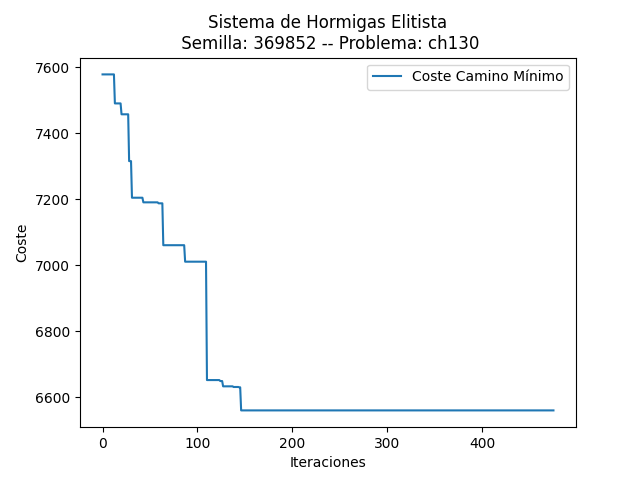 Sistema de Hormigas Elitista
Semilla: 369852 -- Problema: ch130
Coste Camino Mínimo
7600
7400
7200
7000
6800
6600
Coste
0 100 200 300 400
Iteraciones